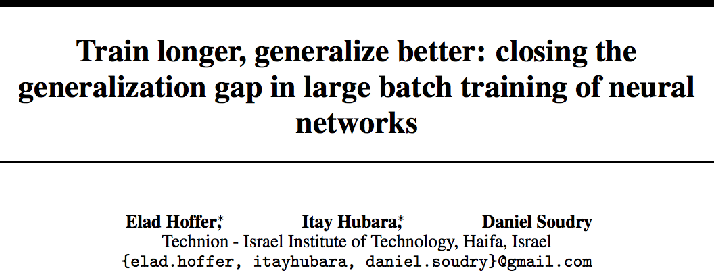 Train longer, generalize better: closing the
generalization gap in large batch training of neural
networks
Elad Hoffer,* Itay Hubara,* Daniel Soudry
Technion - Israel Institute of Technology, Haifa, Israel
{elad.hoffer, itayhubara, daniel.soudry}@gmail.com